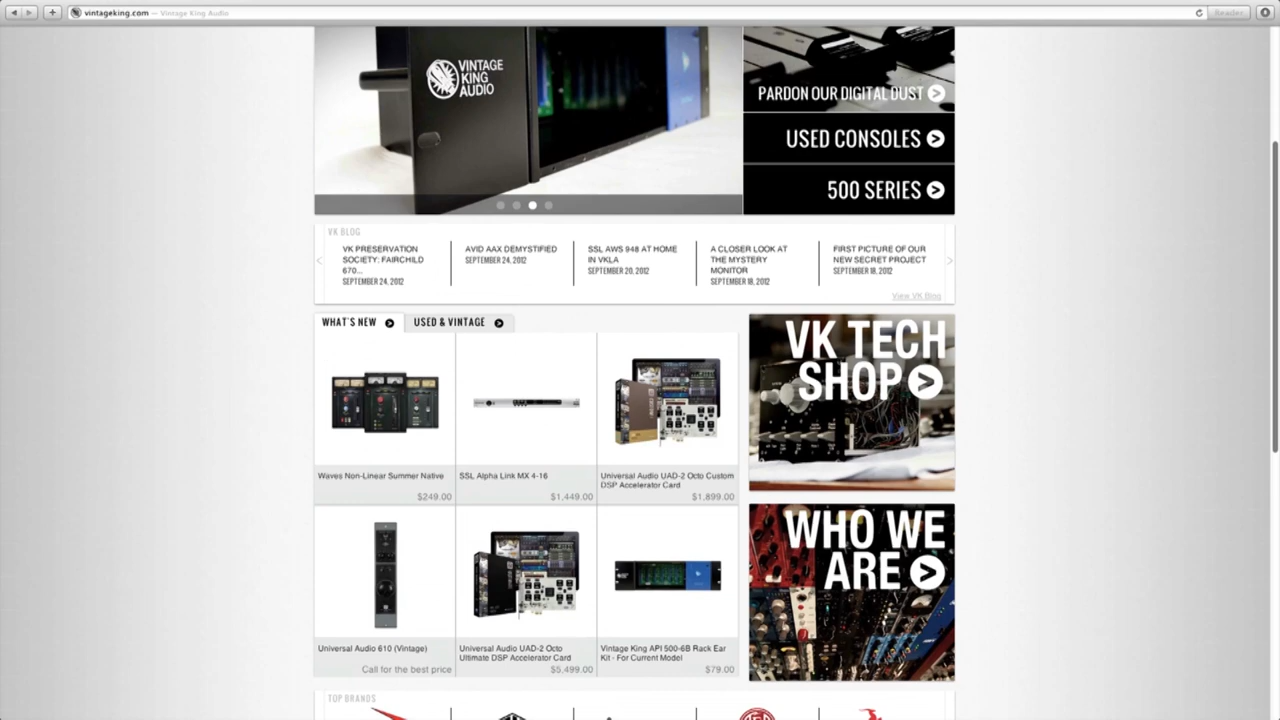 vintageking.com — Vintage King Audio
Reader
VINTAGE
KING
AUDIO
PARDON OUR DIGITAL DUST
USED CONSOLES
500 SERIES
VK BLOG
VK PRESERVATION
SOCIETY: FAIRCHILD
670...
SEPTEMBER 24, 2012
AVID AAX DEMYSTIFIED
SEPTEMBER 24, 2012
SSL AWS 948 AT HOME
IN VKLA
SEPTEMBER 20, 2012
A CLOSER LOOK AT
THE MYSTERY
MONITOR
SEPTEMBER 18, 2012
FIRST PICTURE OF OUR
NEW SECRET PROJECT
SEPTEMBER 18, 2012
View VK Blog
WHAT'S NEW
USED & VINTAGE
Waves Non-Linear Summer Native
$249.00
SSL Alpha Link MX 4-16
$1,449.00
Universal Audio UAD-2 Octo Custom
DSP Accelerator Card
$1,899.00
VK TECH
SHOP
Universal Audio 610 (Vintage)
Call for the best price
Universal Audio UAD-2 Octo
Ultimate DSP Accelerator Card
$5,499.00
Vintage King API 500-6B Rack Ear
Kit - For Current Model
$79.00
WHO WE
ARE
TOP BRANDS